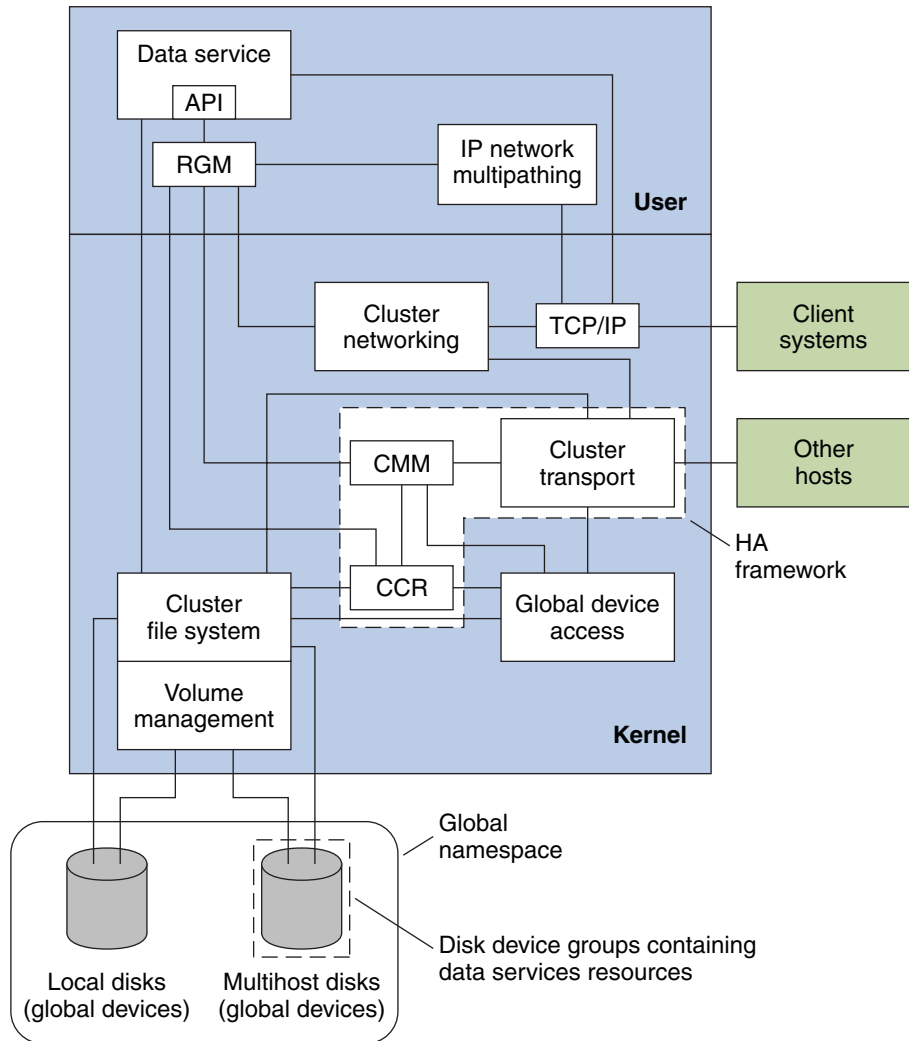 Data service
API
RGM
IP network
multipathing
User
Cluster
networking
TCP/IP
Client
systems
CMM
Cluster
transport
Other
hosts
HA
framework
CCR
Cluster
file system
Global device
access
Volume
management
Kernel
Global
namespace
Disk device groups containing
data services resources
Local disks
(global devices)
Multihost disks
(global devices)